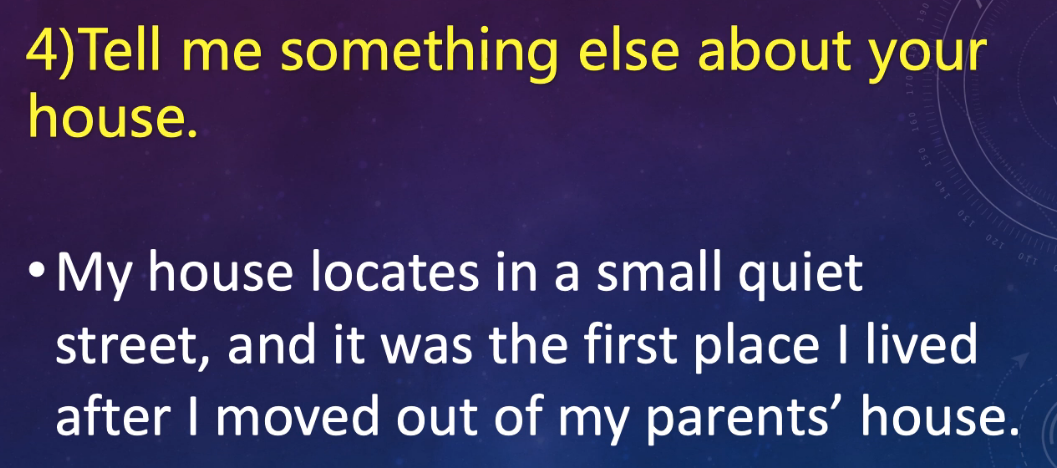 4)Tell me something else about your
house.
•My house locates in a small quiet
street, and it was the first place I lived
after I moved out of my parents’ house.